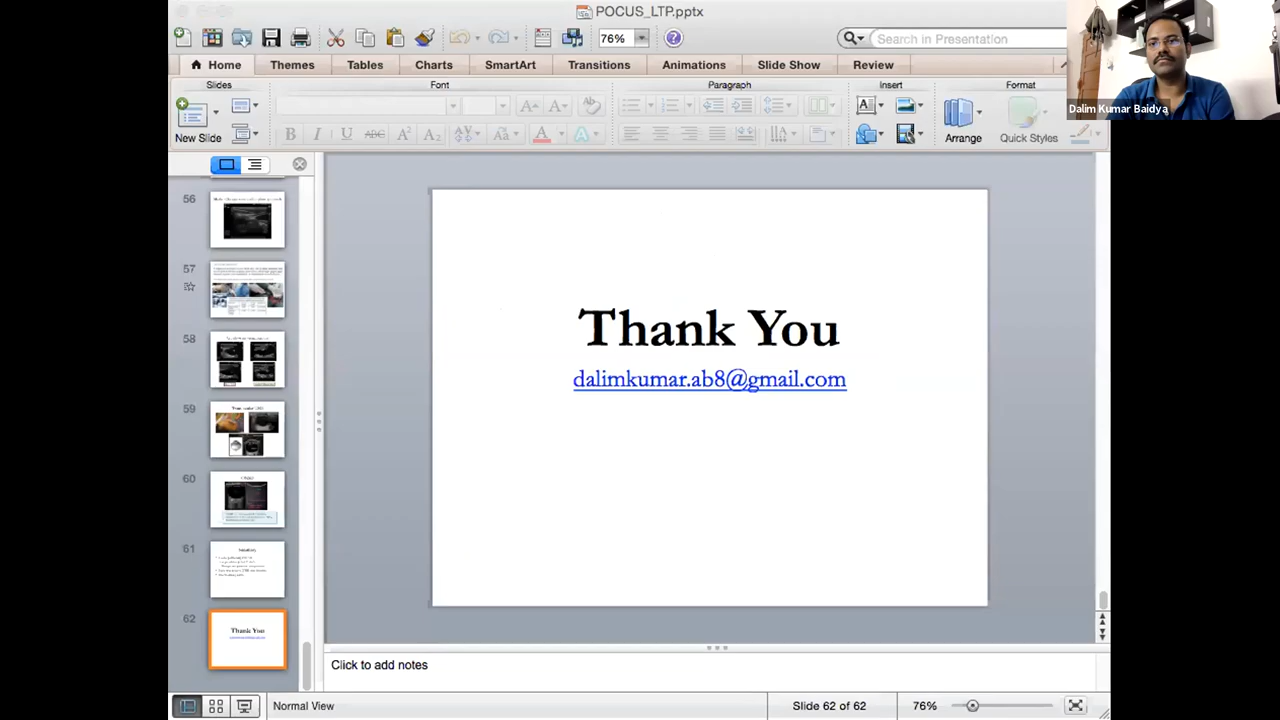 POCUS_LTP.pptx
76%
Search in Presentation
Home Themes Tables Charts SmartArt Transitions Animations Slide Show Review
Slides Font Paragraph Insert Format
New Slide
B I U
Arrange Quick Styles
Dalim Kumar Baidya
56
57
58
59
60
61
62
Thank You
Thank You
dalimkumar.ab8@gmail.com
Click to add notes
Normal View Slide 62 of 62 76%